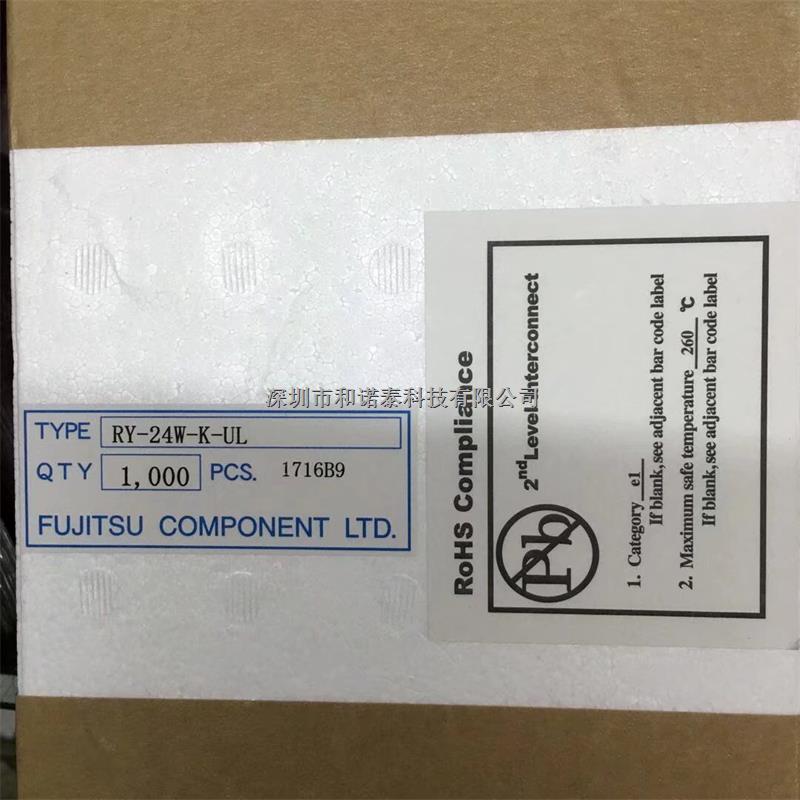 深圳市和诺泰科技有限公司
TYPE RY-24W-K-UL
QTY 1,000 PCS. 1716B9
FUJITSU COMPONENT LTD.
RoHS Compliance
Pb
2nd Level Interconnect
1. Category e1
If blank,see adjacent bar code label
2. Maximum safe temperature 260 ℃
If blank,see adjacent bar code label